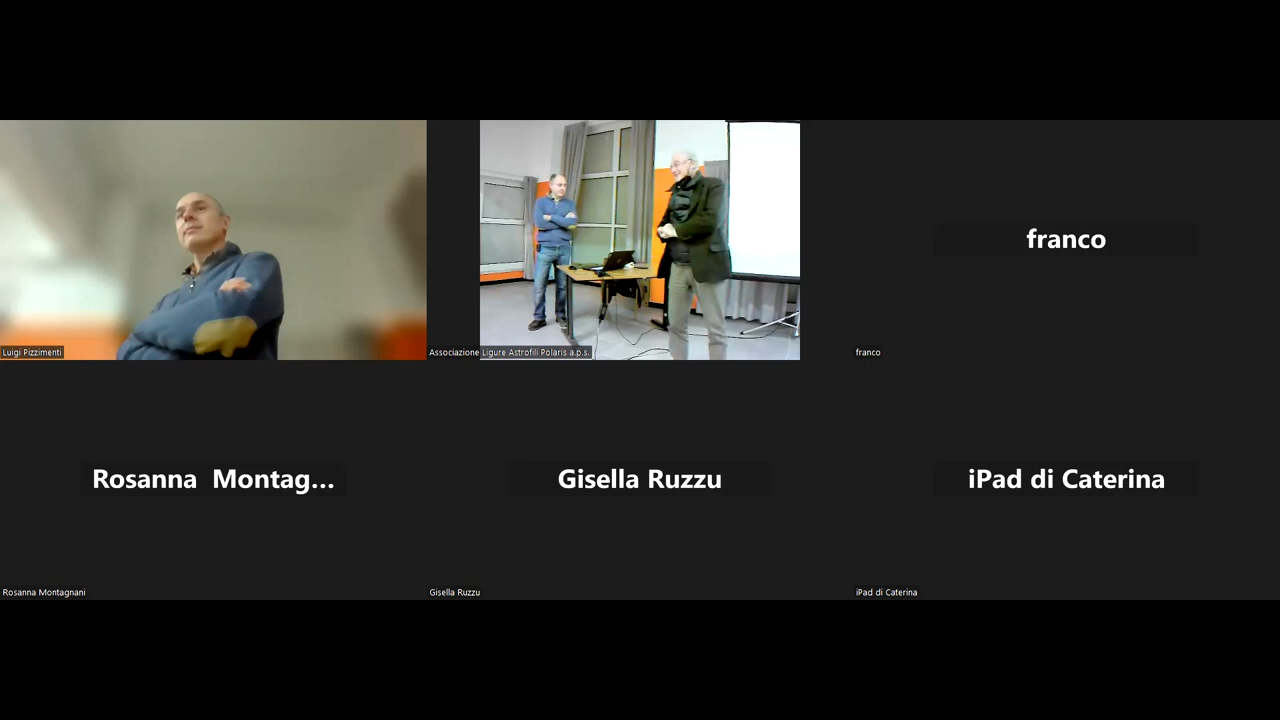 franco
Luigi Pizzimenti
Associazione Ligure Astrofili Polaris a.p.s.
franco
Rosanna  Montag...
Gisella Ruzzu
iPad di Caterina
Rosanna Montagnani
Gisella Ruzzu
iPad di Caterina